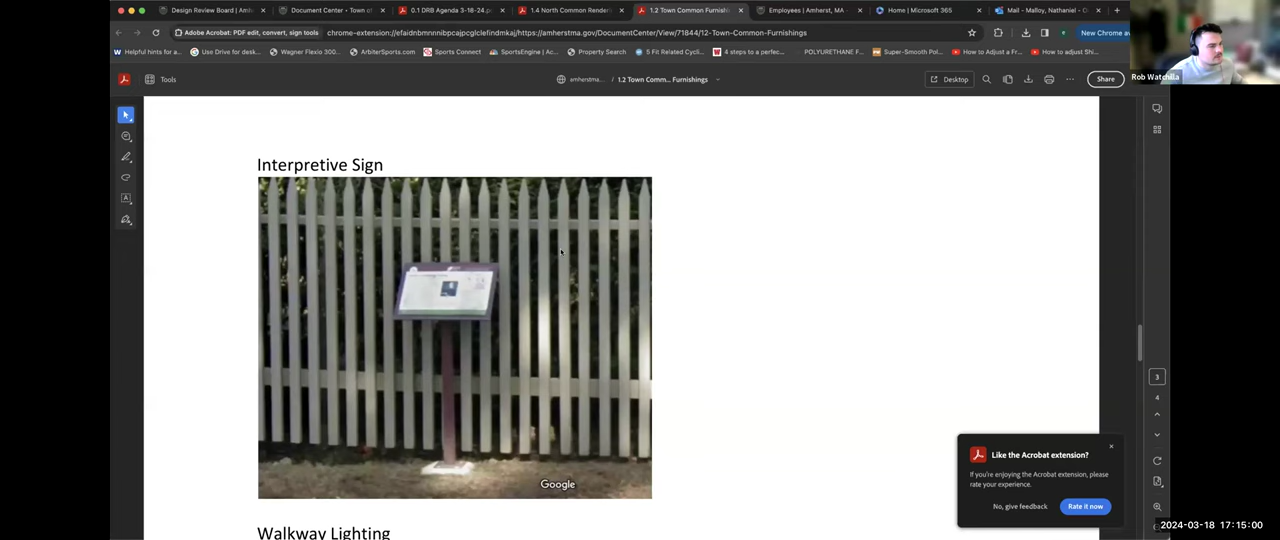 Design Review Board | Amh
Document Center • Town of
0.1 DRB Agenda 3-18-24.p
1.4 North Common Render
1.2 Town Common Furnish
Employees | Amherst, MA •
Home | Microsoft 365
Mail - Malloy, Nathaniel - O
Adobe Acrobat: PDF edit, convert, sign tools
chrome-extension://efaidnbmnnnibpcajpcglclefindmkaj/https://amherstma.gov/DocumentCenter/View/71844/12-Town-Common-Furnishings
New Chrome av
Helpful hints for a...
Use Drive for desk...
Wagner Flexio 300...
ArbiterSports.com
Sports Connect
SportsEngine | Ac...
Property Search
5 Fit Related Cycli...
4 steps to a perfec...
POLYURETHANE F...
Super-Smooth Pol...
How to Adjust a Fr...
How to adjust Shi...
Rob Watchilla
Tools
amherstma...
/ 1.2 Town Comm... Furnishings
Desktop
Share
Interpretive Sign
Google
Walkway Lighting
3
4
Like the Acrobat extension?
If you're enjoying the Acrobat extension, please
rate your experience.
No, give feedback
Rate it now
2024-03-18 17:15:00